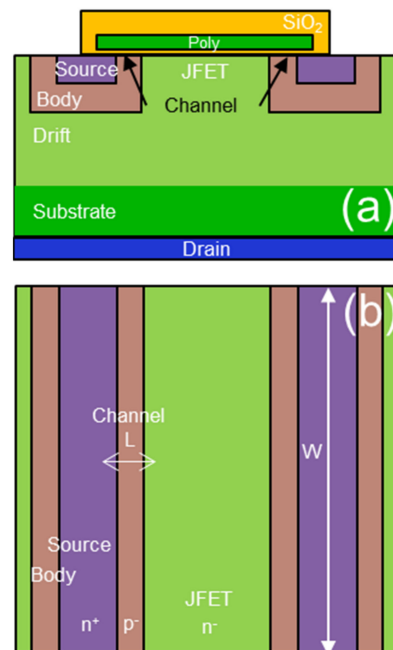 SiO₂
Poly
Source
JFET
Body
Channel
Drift
Substrate
(a)
Drain
(b)
Channel
L
W
Source
Body
JFET
n⁺
p⁻
n⁻